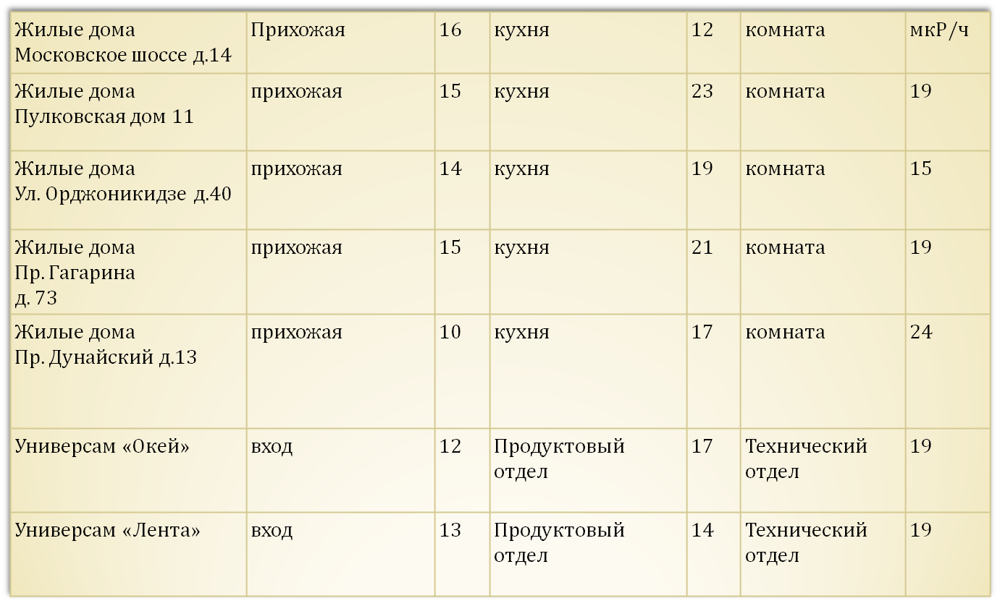 Жилые дома Прихожая 16 кухня 12 комната мкР/ч
Московское шоссе д.14
Жилые дома прихожая 15 кухня 23 комната 19
Пулковская дом 11
Жилые дома прихожая 14 кухня 19 комната 15
Ул. Орджоникидзе д.40
Жилые дома прихожая 15 кухня 21 комната 19
Пр. Гагарина
д. 73
Жилые дома прихожая 10 кухня 17 комната 24
Пр. Дунайский д.13
Универсам «Окей» вход 12 Продуктовый 17 Технический 19
отдел отдел
Универсам «Лента» вход 13 Продуктовый 14 Технический 19
отдел отдел